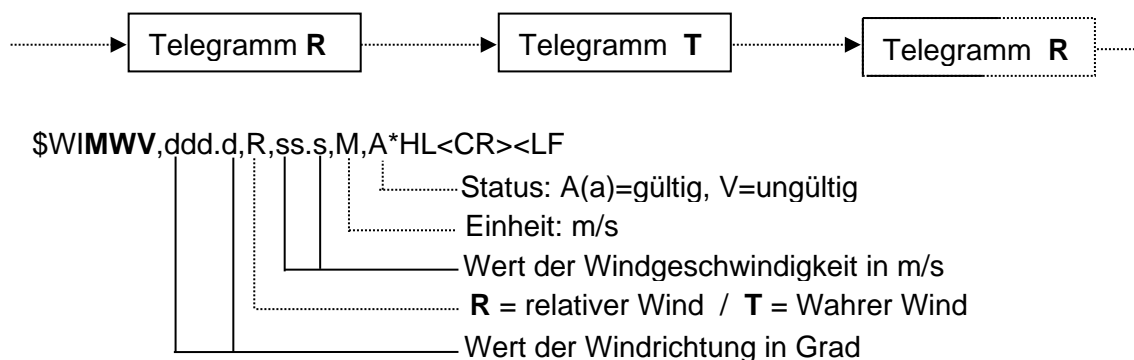 Telegramm R Telegramm T Telegramm R
$WIMWV,ddd.d,R,ss.s,M,A*HL<CR><LF
Status: A(a)=gültig, V=ungültig
Einheit: m/s
Wert der Windgeschwindigkeit in m/s
R = relativer Wind / T = Wahrer Wind
Wert der Windrichtung in Grad